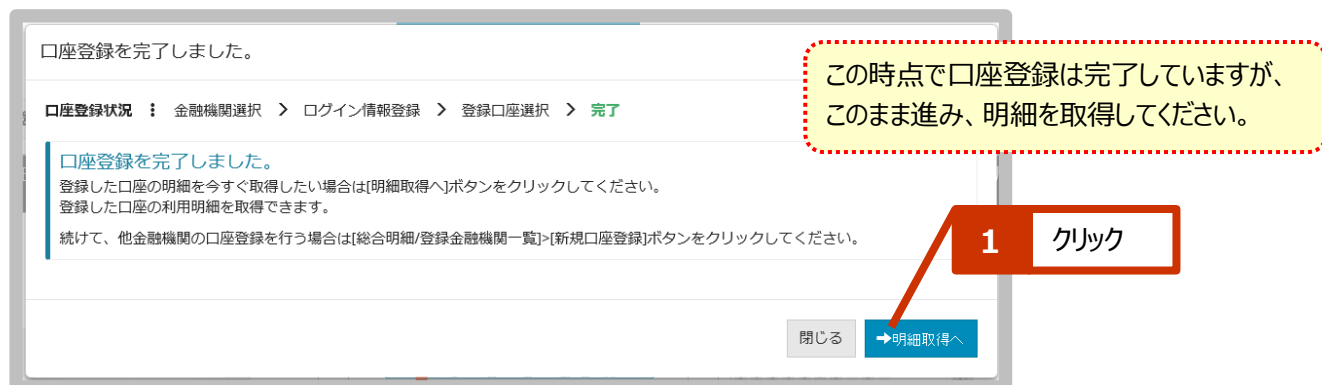 口座登録を完了しました。
この時点で口座登録は完了していますが、
このまま進み、明細を取得してください。
口座登録状況 ⋮ 金融機関選択 > ログイン情報登録 > 登録口座選択 > 完了
口座登録を完了しました。
登録した口座の明細を今すぐ取得したい場合は[明細取得へ]ボタンをクリックしてください。
登録した口座の利用明細を取得できます。
続けて、他金融機関の口座登録を行う場合は[総合明細/登録金融機関一覧]>[新規口座登録]ボタンをクリックしてください。
1 クリック
閉じる ➔明細取得へ